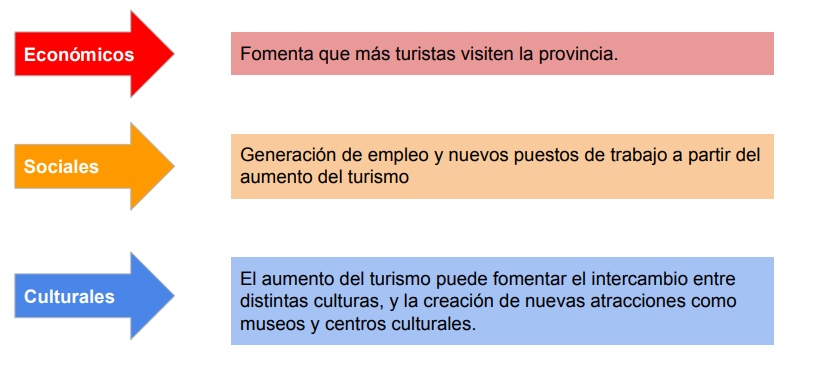 Económicos
Fomenta que más turistas visiten la provincia.
Sociales
Generación de empleo y nuevos puestos de trabajo a partir del
aumento del turismo
Culturales
El aumento del turismo puede fomentar el intercambio entre
distintas culturas, y la creación de nuevas atracciones como
museos y centros culturales.